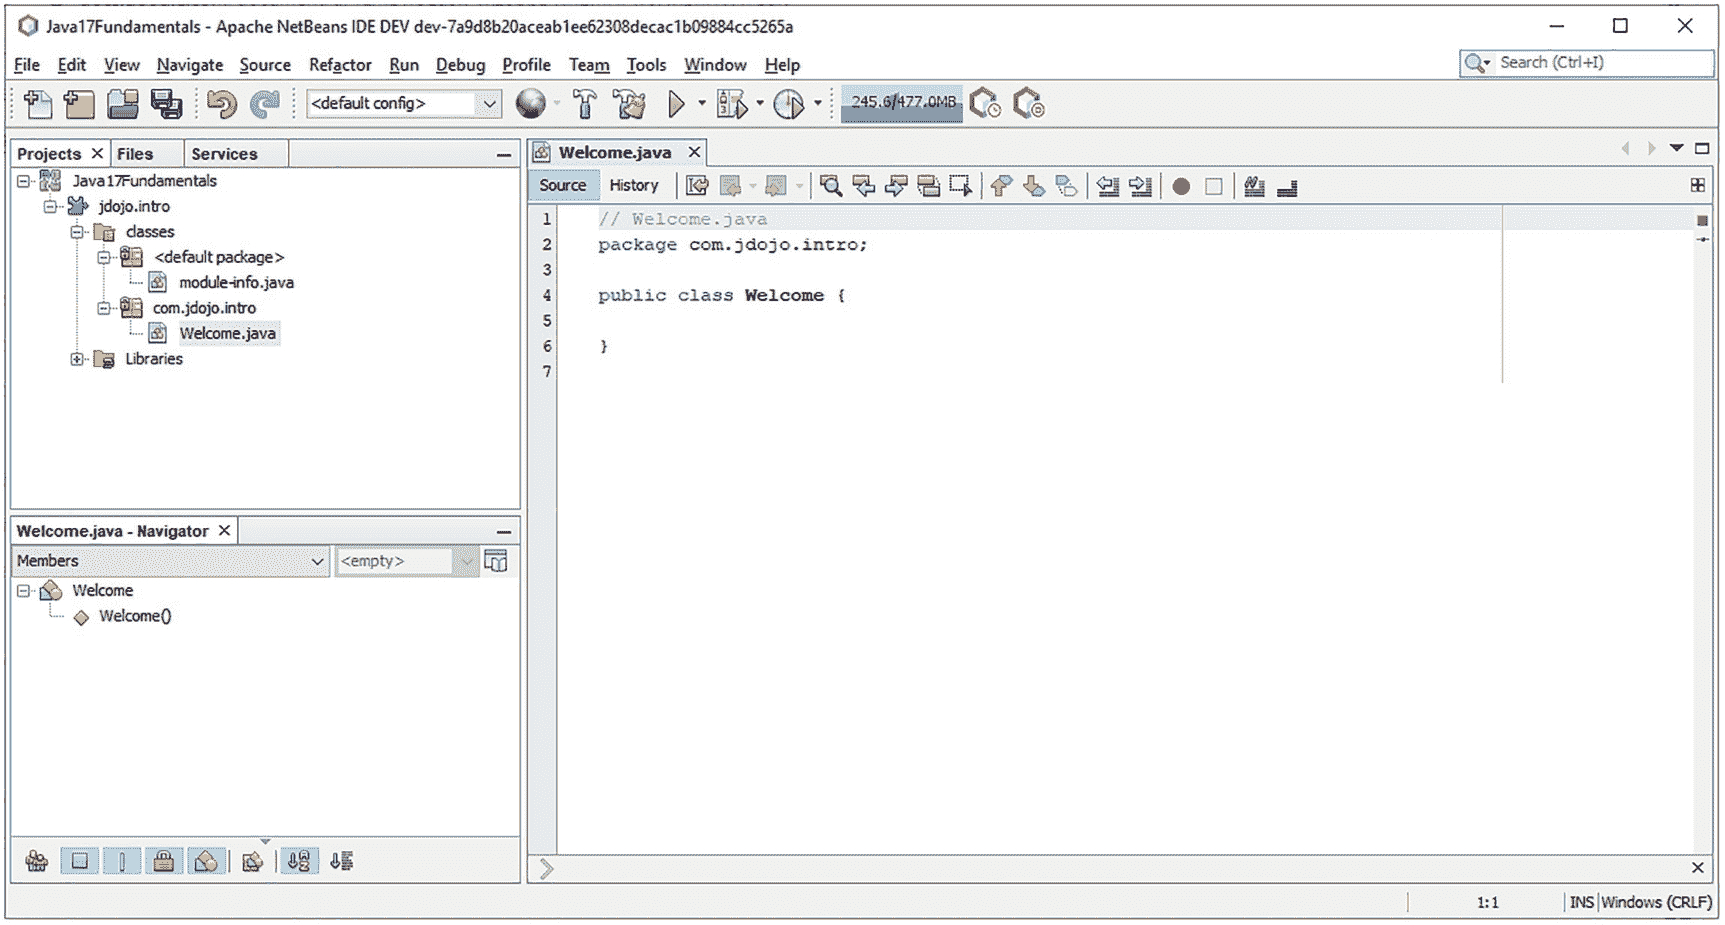 Java17Fundamentals - Apache NetBeans IDE DEV dev-7a9d8b20aceab1ee62308decac1b09884cc5265a
File Edit View Navigate Source Refactor Run Debug Profile Team Tools Window Help
Search (Ctrl+I)
<default config>
245.6/477.0MB
Projects Files Services
Java17Fundamentals
jdojo.intro
classes
<default package>
module-info.java
com.jdojo.intro
Welcome.java
Libraries
Welcome.java - Navigator
Members <empty>
Welcome
Welcome()
Welcome.java
Source History
1 // Welcome.java
2 package com.jdojo.intro;
3
4 public class Welcome {
5
6 }
7
1:1 INS Windows (CRLF)